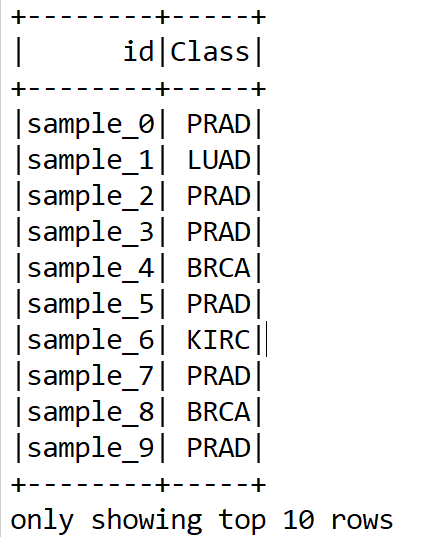 +--------+-----+
|      id|Class|
+--------+-----+
|sample_0| PRAD|
|sample_1| LUAD|
|sample_2| PRAD|
|sample_3| PRAD|
|sample_4| BRCA|
|sample_5| PRAD|
|sample_6| KIRC|
|sample_7| PRAD|
|sample_8| BRCA|
|sample_9| PRAD|
+--------+-----+
only showing top 10 rows